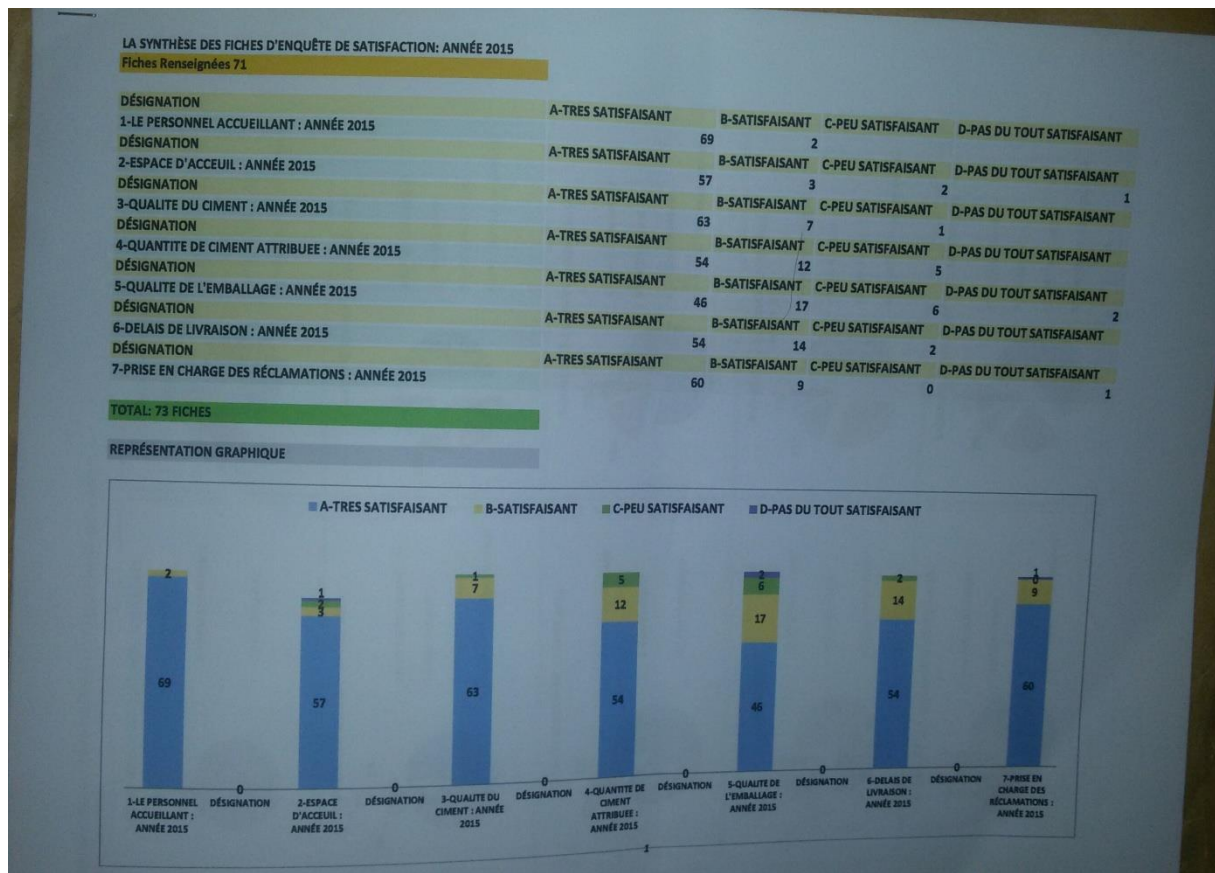 LA SYNTHÈSE DES FICHES D'ENQUÊTE DE SATISFACTION: ANNÉE 2015
Fiches Renseignées 71
DÉSIGNATION A-TRES SATISFAISANT B-SATISFAISANT C-PEU SATISFAISANT D-PAS DU TOUT SATISFAISANT
1-LE PERSONNEL ACCUEILLANT : ANNÉE 2015 69 2
DÉSIGNATION A-TRES SATISFAISANT B-SATISFAISANT C-PEU SATISFAISANT D-PAS DU TOUT SATISFAISANT
2-ESPACE D'ACCEUIL : ANNÉE 2015 57 3 2 1
DÉSIGNATION A-TRES SATISFAISANT B-SATISFAISANT C-PEU SATISFAISANT D-PAS DU TOUT SATISFAISANT
3-QUALITE DU CIMENT : ANNÉE 2015 63 7 1
DÉSIGNATION A-TRES SATISFAISANT B-SATISFAISANT C-PEU SATISFAISANT D-PAS DU TOUT SATISFAISANT
4-QUANTITE DE CIMENT ATTRIBUEE : ANNÉE 2015 54 12 5
DÉSIGNATION A-TRES SATISFAISANT B-SATISFAISANT C-PEU SATISFAISANT D-PAS DU TOUT SATISFAISANT
5-QUALITE DE L'EMBALLAGE : ANNÉE 2015 46 17 6 2
DÉSIGNATION A-TRES SATISFAISANT B-SATISFAISANT C-PEU SATISFAISANT D-PAS DU TOUT SATISFAISANT
6-DELAIS DE LIVRAISON : ANNÉE 2015 54 14 2
DÉSIGNATION A-TRES SATISFAISANT B-SATISFAISANT C-PEU SATISFAISANT D-PAS DU TOUT SATISFAISANT
7-PRISE EN CHARGE DES RÉCLAMATIONS : ANNÉE 2015 60 9 0 1
TOTAL: 73 FICHES
REPRÉSENTATION GRAPHIQUE
A-TRES SATISFAISANT B-SATISFAISANT C-PEU SATISFAISANT D-PAS DU TOUT SATISFAISANT
2 1 1 5 2 2 1
2 7 12 6 14 0
3 17 9
69 57 63 54 46 54 60
0 0 0 0 0 0
1-LE PERSONNEL DÉSIGNATION 2-ESPACE DÉSIGNATION 3-QUALITE DU DÉSIGNATION 4-QUANTITE DE DÉSIGNATION 5-QUALITE DE DÉSIGNATION 6-DELAIS DE DÉSIGNATION 7-PRISE EN
ACCUEILLANT : D'ACCEUIL : CIMENT : ANNÉE CIMENT L'EMBALLAGE : LIVRAISON : CHARGE DES
ANNÉE 2015 ANNÉE 2015 2015 ATTRIBUEE : ANNÉE 2015 ANNÉE 2015 RÉCLAMATIONS :
ANNÉE 2015 ANNÉE 2015
1